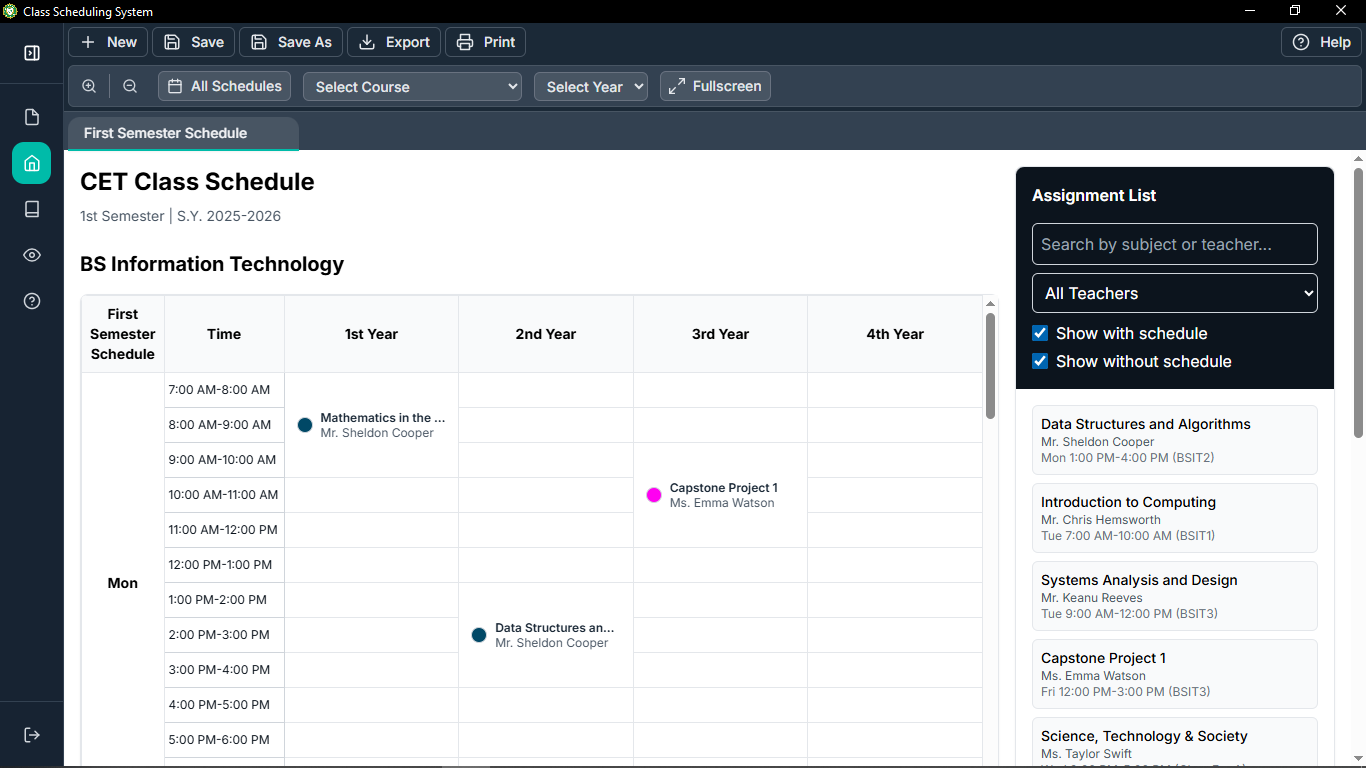 Class Scheduling System
New
Save
Save As
Export
Print
Help
All Schedules
Select Course
Select Year
Fullscreen
First Semester Schedule
CET Class Schedule
1st Semester | S.Y. 2025-2026
BS Information Technology
First
Semester
Schedule
Time
1st Year
2nd Year
3rd Year
4th Year
Mon
7:00 AM-8:00 AM
8:00 AM-9:00 AM
9:00 AM-10:00 AM
10:00 AM-11:00 AM
11:00 AM-12:00 PM
12:00 PM-1:00 PM
1:00 PM-2:00 PM
2:00 PM-3:00 PM
3:00 PM-4:00 PM
4:00 PM-5:00 PM
5:00 PM-6:00 PM
Mathematics in the ...
Mr. Sheldon Cooper
Capstone Project 1
Ms. Emma Watson
Data Structures an...
Mr. Sheldon Cooper
Assignment List
Search by subject or teacher...
All Teachers
Show with schedule
Show without schedule
Data Structures and Algorithms
Mr. Sheldon Cooper
Mon 1:00 PM-4:00 PM (BSIT2)
Introduction to Computing
Mr. Chris Hemsworth
Tue 7:00 AM-10:00 AM (BSIT1)
Systems Analysis and Design
Mr. Keanu Reeves
Tue 9:00 AM-12:00 PM (BSIT3)
Capstone Project 1
Ms. Emma Watson
Fri 12:00 PM-3:00 PM (BSIT3)
Science, Technology & Society
Ms. Taylor Swift